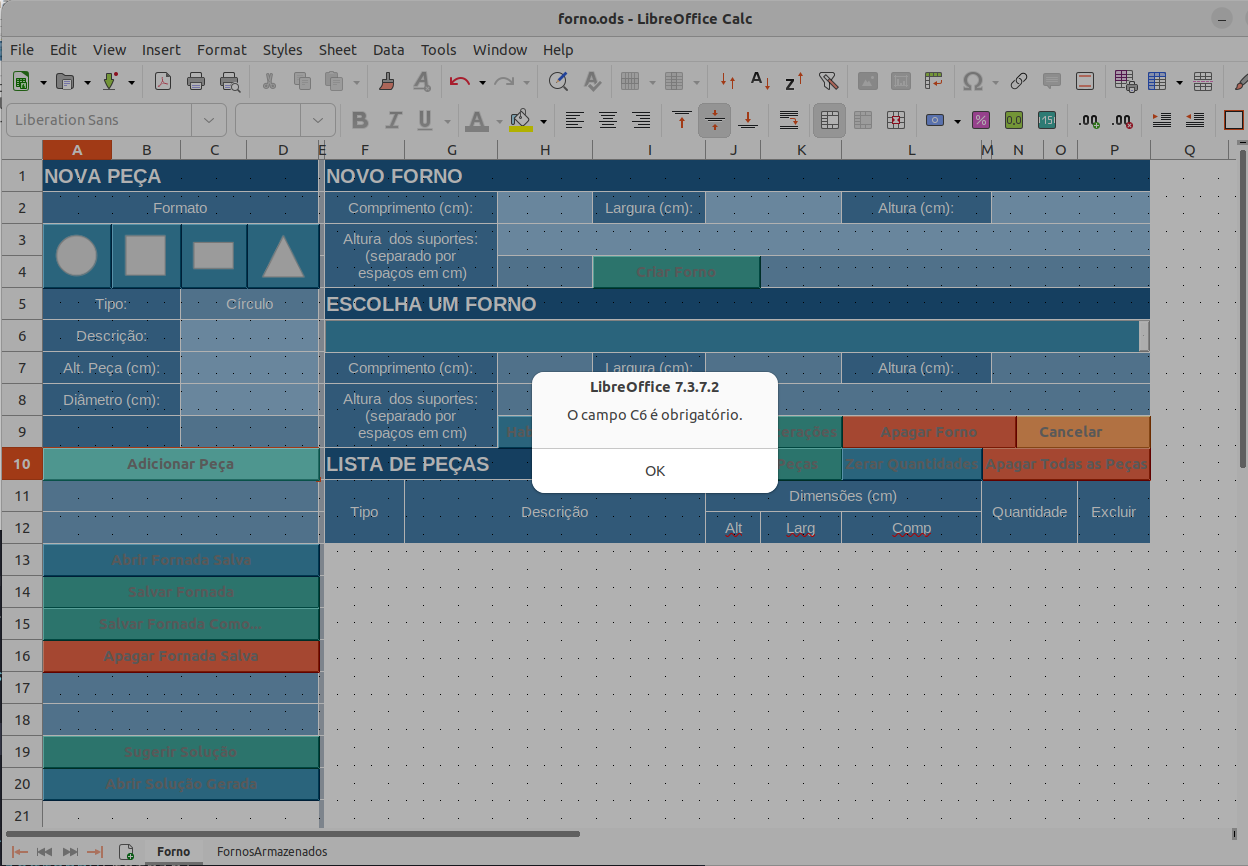 forno.ods - LibreOffice Calc
File Edit View Insert Format Styles Sheet Data Tools Window Help
Liberation Sans
A B C D E F G H I J K L M N O P Q
1 NOVA PEÇA NOVO FORNO
2 Formato Comprimento (cm): Largura (cm): Altura (cm):
3 Altura dos suportes:
(separado por
4 espaços em cm) Criar Forno
5 Tipo: Círculo ESCOLHA UM FORNO
6 Descrição:
7 Alt. Peça (cm): Comprimento (cm): Largura (cm): Altura (cm):
8 Diâmetro (cm): Altura dos suportes:
(separado por
9 espaços em cm) Apagar Forno Cancelar
10 Adicionar Peça LISTA DE PEÇAS Peças Zerar Quantidades Apagar Todas as Peças
LibreOffice 7.3.7.2
O campo C6 é obrigatório.
OK
11 Tipo Descrição Dimensões (cm) Quantidade Excluir
12 Alt Larg Comp
13 Abrir Fornada Salva
14 Salvar Fornada
15 Salvar Fornada Como...
16 Apagar Fornada Salva
17
18
19 Sugerir Solução
20 Abrir Solução Gerada
21
Forno FornosArmazenados